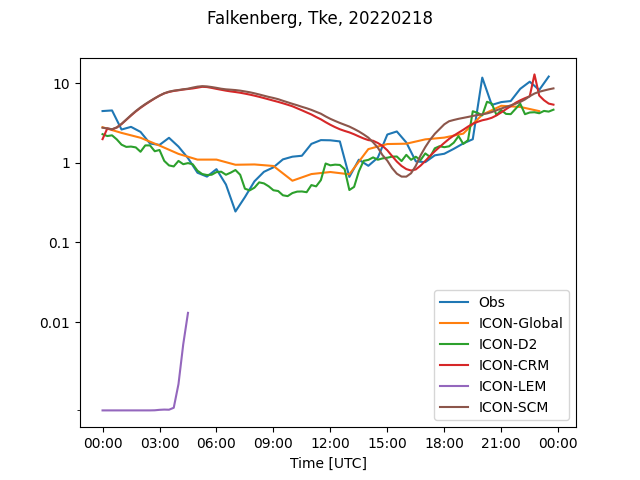 Falkenberg, Tke, 20220218
10
1
0.1
0.01
Obs
ICON-Global
ICON-D2
ICON-CRM
ICON-LEM
ICON-SCM
00:00 03:00 06:00 09:00 12:00 15:00 18:00 21:00 00:00
Time [UTC]